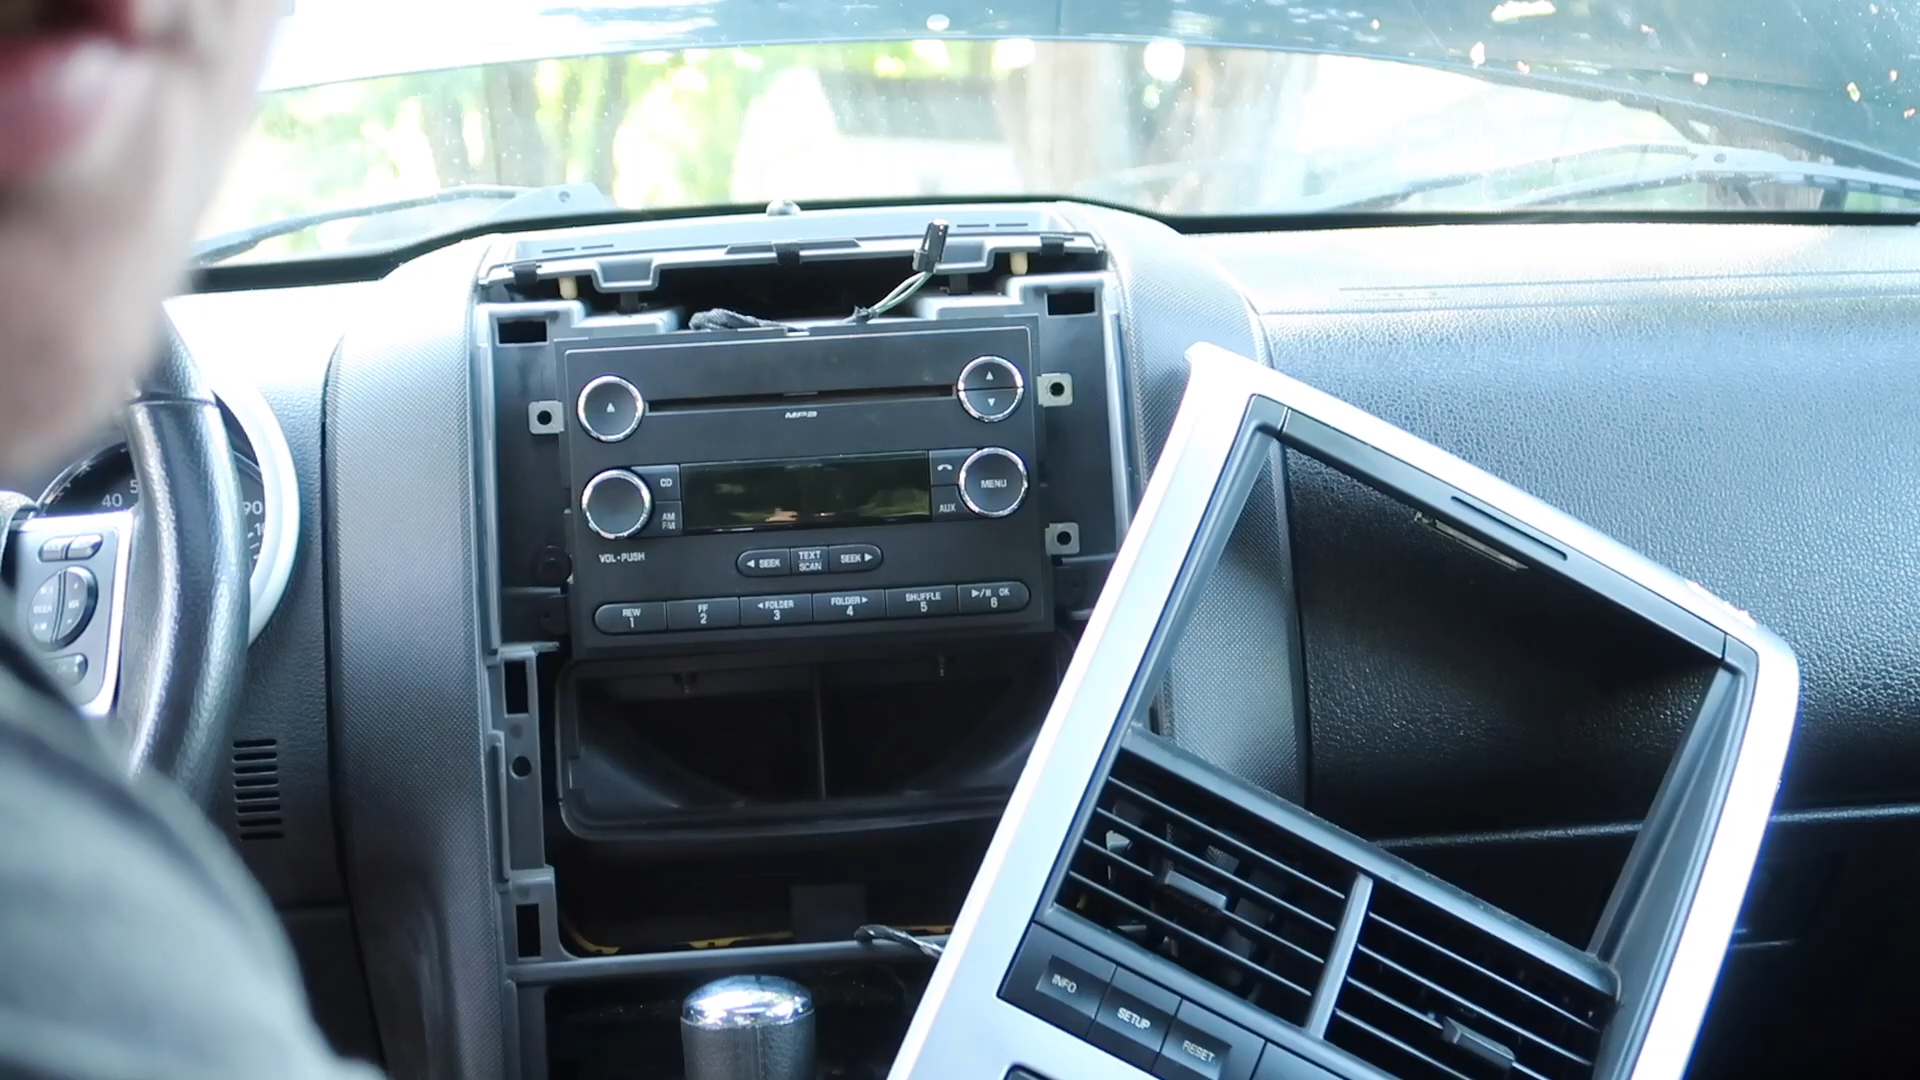 MP3
CD
MENU
AM
FM
AUX
VOL-PUSH
◄ SEEK
TEXT
SCAN
SEEK ►
REW
1
FF
2
◄FOLDER
3
FOLDER►
4
SHUFFLE
5
►/II OK
6
40
90
INFO
SETUP
RESET